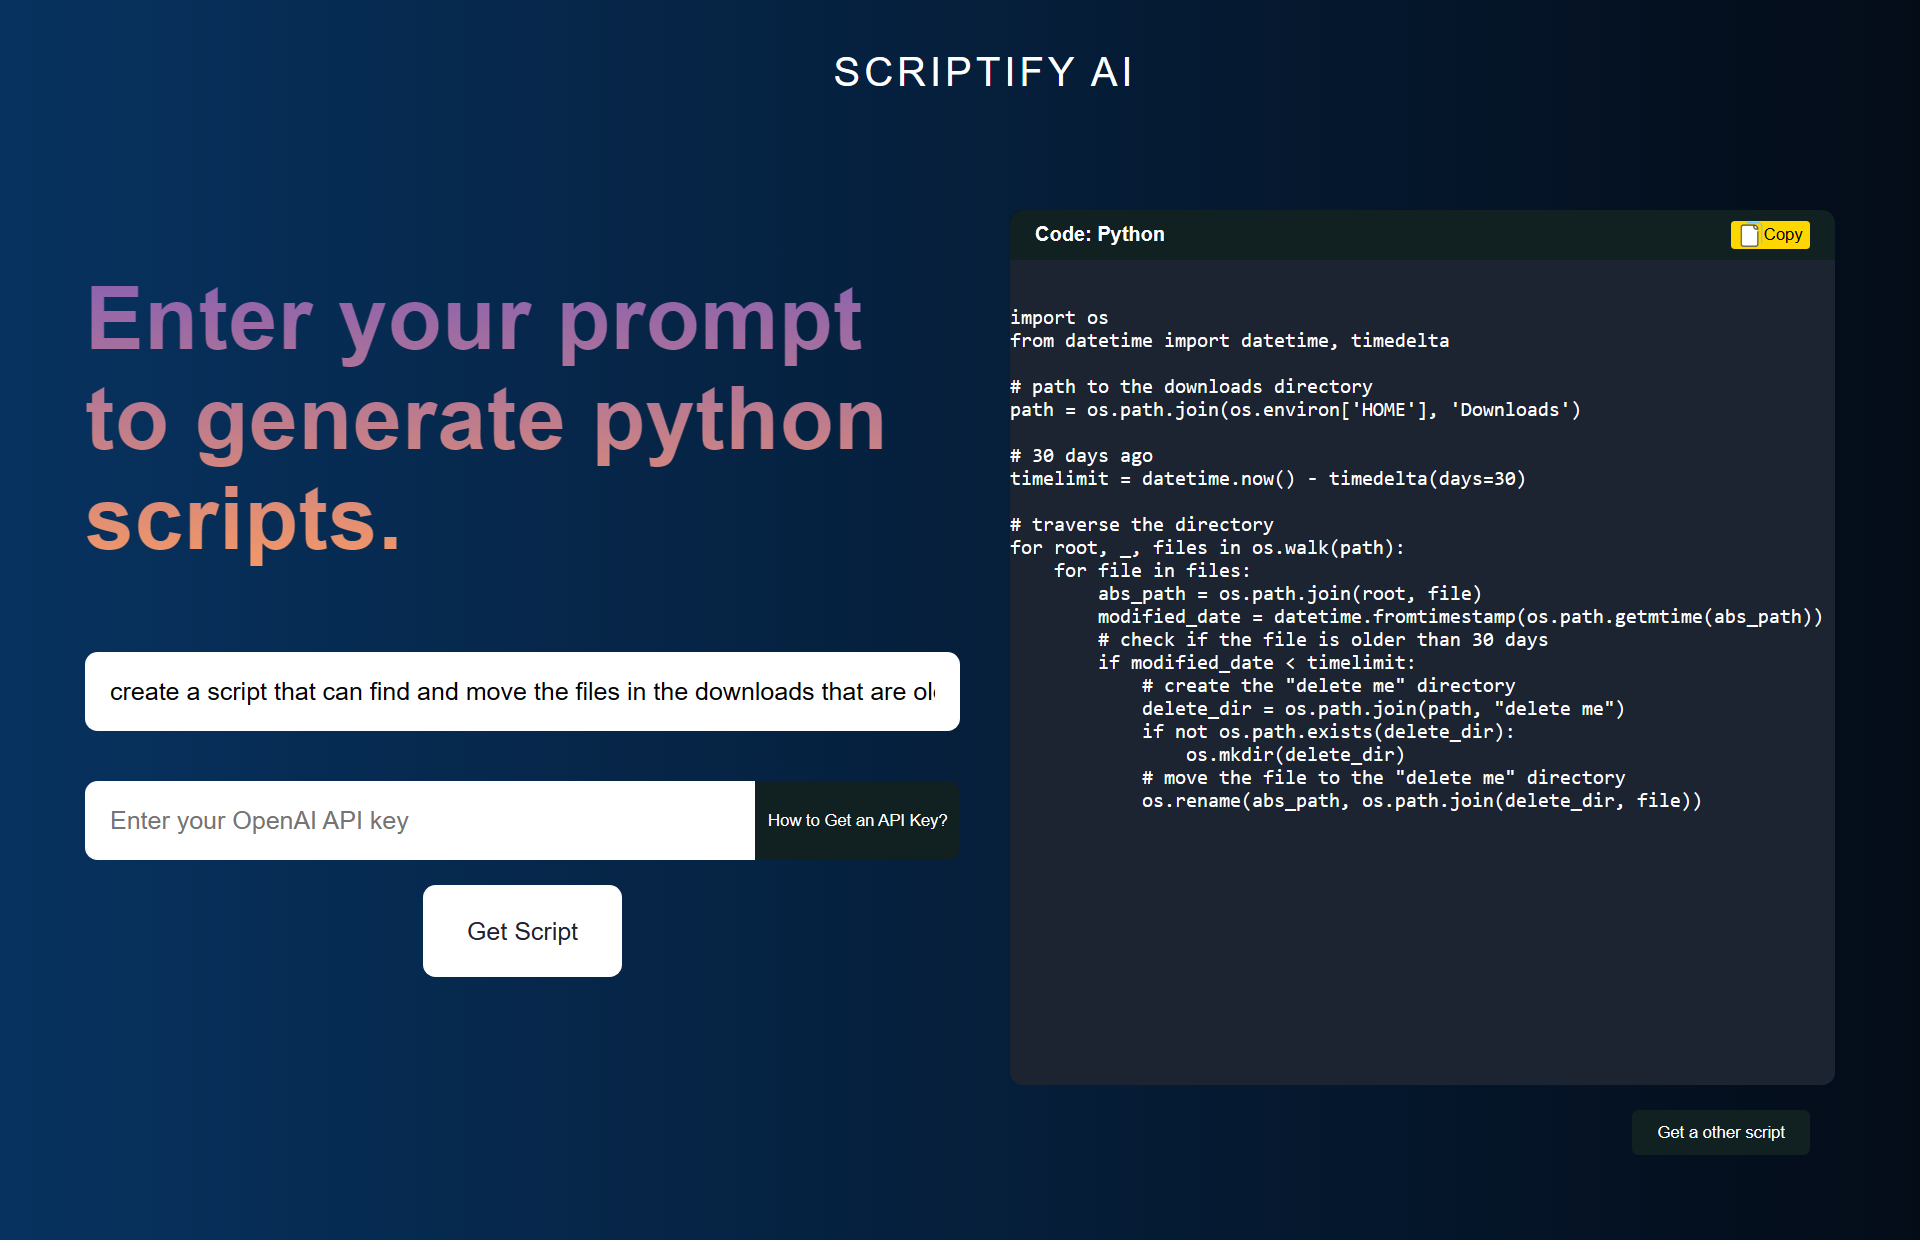 SCRIPTIFY AI
Enter your prompt
to generate python
scripts.
create a script that can find and move the files in the downloads that are
Enter your OpenAI API key
How to Get an API Key?
Get Script
Code: Python
Copy
import os
from datetime import datetime, timedelta
# path to the downloads directory
path = os.path.join(os.environ['HOME'], 'Downloads')
# 30 days ago
timelimit = datetime.now() - timedelta(days=30)
# traverse the directory
for root, _, files in os.walk(path):
    for file in files:
        abs_path = os.path.join(root, file)
        modified_date = datetime.fromtimestamp(os.path.getmtime(abs_path))
        # check if the file is older than 30 days
        if modified_date < timelimit:
            # create the "delete me" directory
            delete_dir = os.path.join(path, "delete me")
            if not os.path.exists(delete_dir):
                os.mkdir(delete_dir)
            # move the file to the "delete me" directory
            os.rename(abs_path, os.path.join(delete_dir, file))
Get a other script